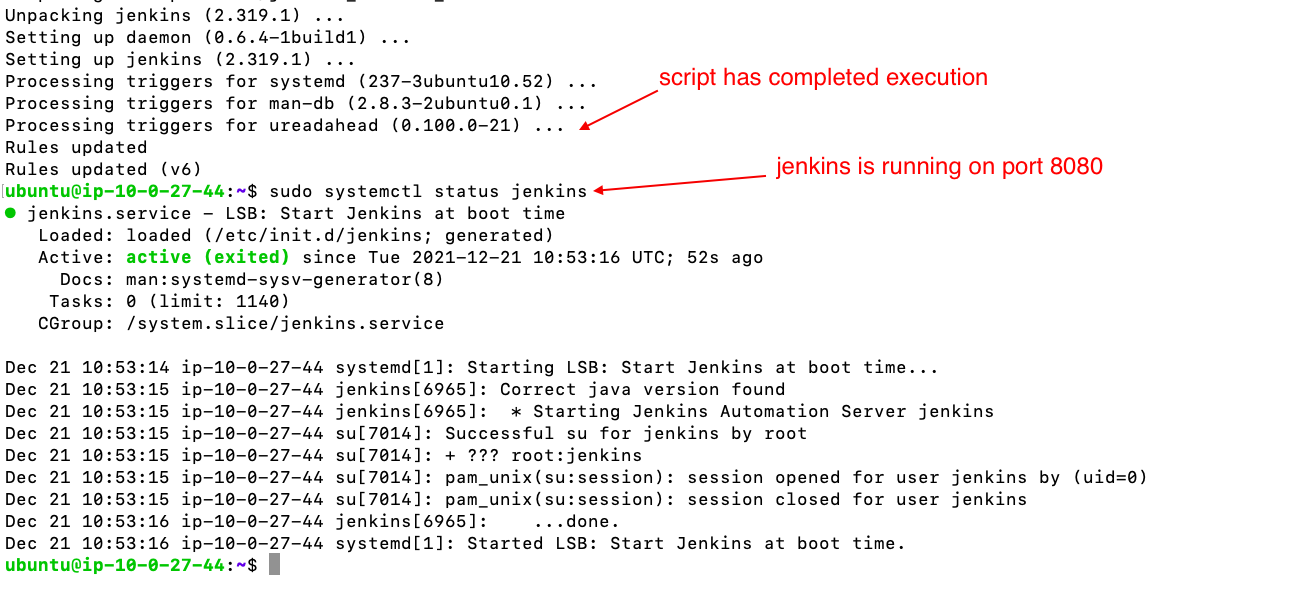 Unpacking jenkins (2.319.1) ...
Setting up daemon (0.6.4-1build1) ...
Setting up jenkins (2.319.1) ...
Processing triggers for systemd (237-3ubuntu10.52) ...
script has completed execution
Processing triggers for man-db (2.8.3-2ubuntu0.1) ...
Processing triggers for ureadahead (0.100.0-21) ...
Rules updated
Rules updated (v6)
jenkins is running on port 8080
ubuntu@ip-10-0-27-44:~$ sudo systemctl status jenkins
● jenkins.service – LSB: Start Jenkins at boot time
Loaded: loaded (/etc/init.d/jenkins; generated)
Active: active (exited) since Tue 2021-12-21 10:53:16 UTC; 52s ago
Docs: man:systemd-sysv-generator(8)
Tasks: 0 (limit: 1140)
CGroup: /system.slice/jenkins.service
Dec 21 10:53:14 ip-10-0-27-44 systemd[1]: Starting LSB: Start Jenkins at boot time...
Dec 21 10:53:15 ip-10-0-27-44 jenkins[6965]: Correct java version found
Dec 21 10:53:15 ip-10-0-27-44 jenkins[6965]:  * Starting Jenkins Automation Server jenkins
Dec 21 10:53:15 ip-10-0-27-44 su[7014]: Successful su for jenkins by root
Dec 21 10:53:15 ip-10-0-27-44 su[7014]: + ??? root:jenkins
Dec 21 10:53:15 ip-10-0-27-44 su[7014]: pam_unix(su:session): session opened for user jenkins by (uid=0)
Dec 21 10:53:15 ip-10-0-27-44 su[7014]: pam_unix(su:session): session closed for user jenkins
Dec 21 10:53:16 ip-10-0-27-44 jenkins[6965]:    ...done.
Dec 21 10:53:16 ip-10-0-27-44 systemd[1]: Started LSB: Start Jenkins at boot time.
ubuntu@ip-10-0-27-44:~$